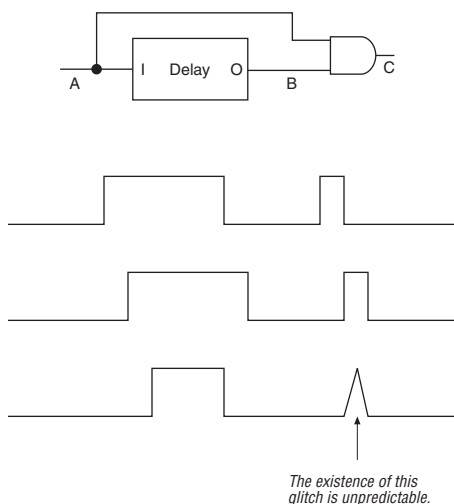 I Delay O
A B C
The existence of this
glitch is unpredictable.